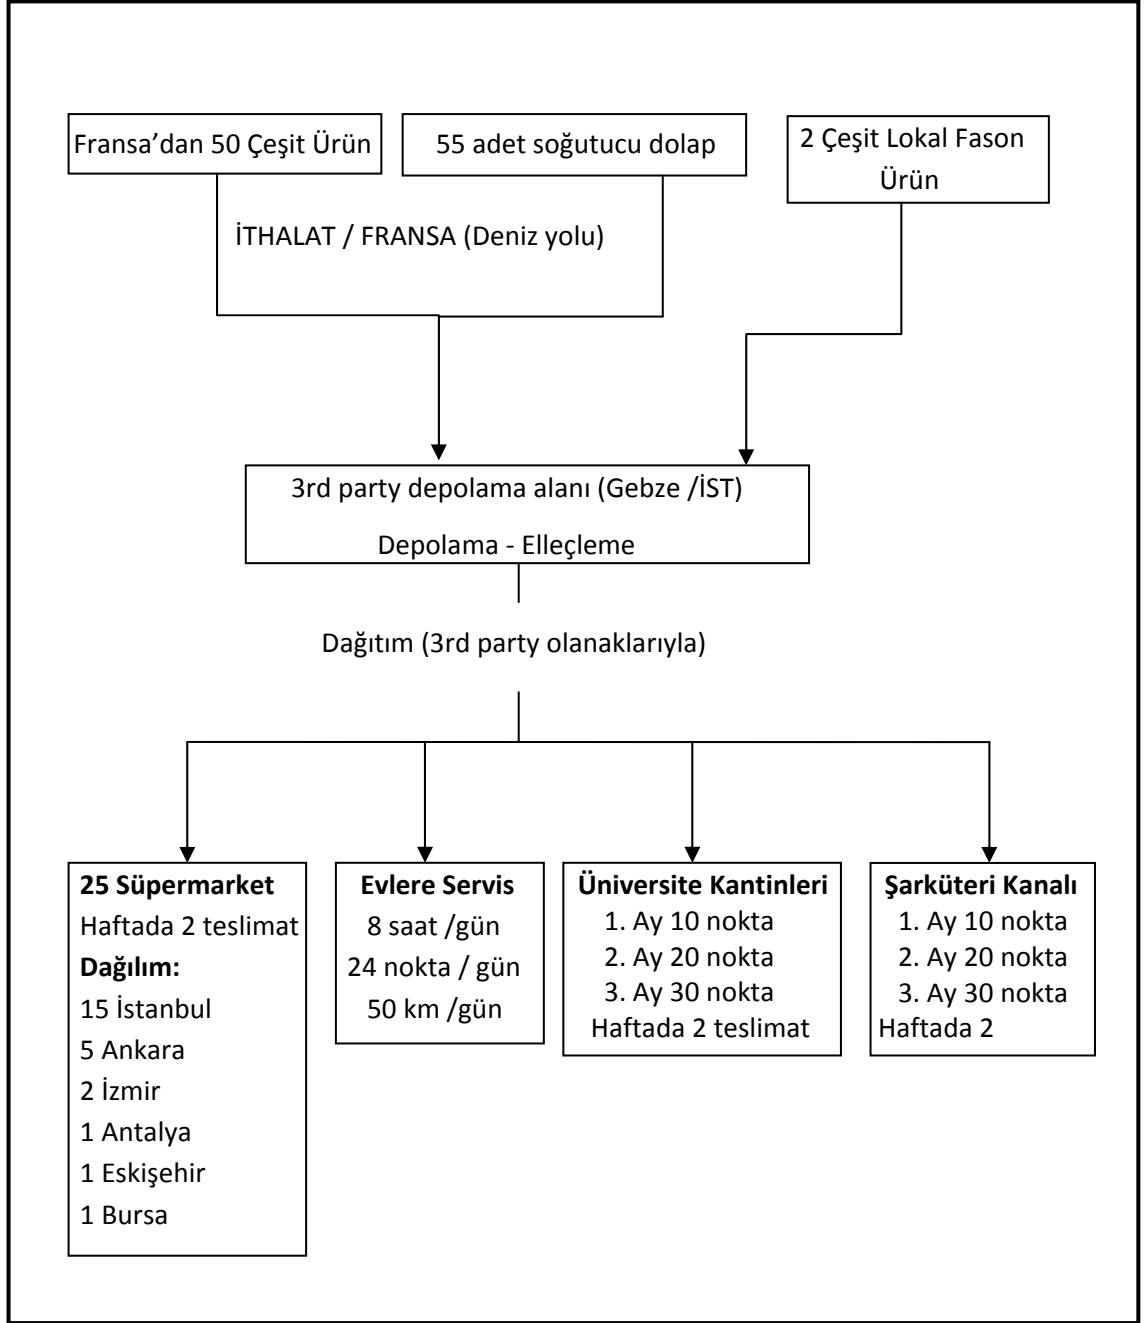 Fransa’dan 50 Çeşit Ürün
55 adet soğutucu dolap
2 Çeşit Lokal Fason
Ürün
İTHALAT / FRANSA (Deniz yolu)
3rd party depolama alanı (Gebze /İST)
Depolama - Elleçleme
Dağıtım (3rd party olanaklarıyla)
25 Süpermarket
Haftada 2 teslimat
Dağılım:
15 İstanbul
5 Ankara
2 İzmir
1 Antalya
1 Eskişehir
1 Bursa
Evlere Servis
8 saat /gün
24 nokta / gün
50 km /gün
Üniversite Kantinleri
1. Ay 10 nokta
2. Ay 20 nokta
3. Ay 30 nokta
Haftada 2 teslimat
Şarküteri Kanalı
1. Ay 10 nokta
2. Ay 20 nokta
3. Ay 30 nokta
Haftada 2